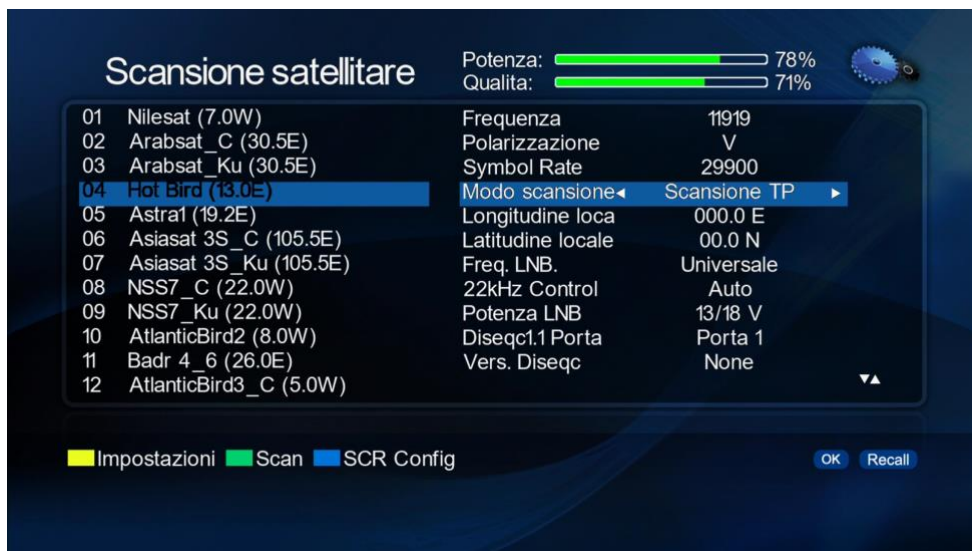 Scansione satellitare
Potenza: 78%
Qualita: 71%
01 Nilesat (7.0W)
02 Arabsat_C (30.5E)
03 Arabsat_Ku (30.5E)
04 Hot Bird (13.0E)
05 Astra1 (19.2E)
06 Asiasat 3S_C (105.5E)
07 Asiasat 3S_Ku (105.5E)
08 NSS7_C (22.0W)
09 NSS7_Ku (22.0W)
10 AtlanticBird2 (8.0W)
11 Badr 4_6 (26.0E)
12 AtlanticBird3_C (5.0W)
Frequenza 11919
Polarizzazione V
Symbol Rate 29900
Modo scansione Scansione TP
Longitudine loca 000.0 E
Latitudine locale 00.0 N
Freq. LNB. Universale
22kHz Control Auto
Potenza LNB 13/18 V
Diseqc1.1 Porta Porta 1
Vers. Diseqc None
Impostazioni Scan SCR Config OK Recall